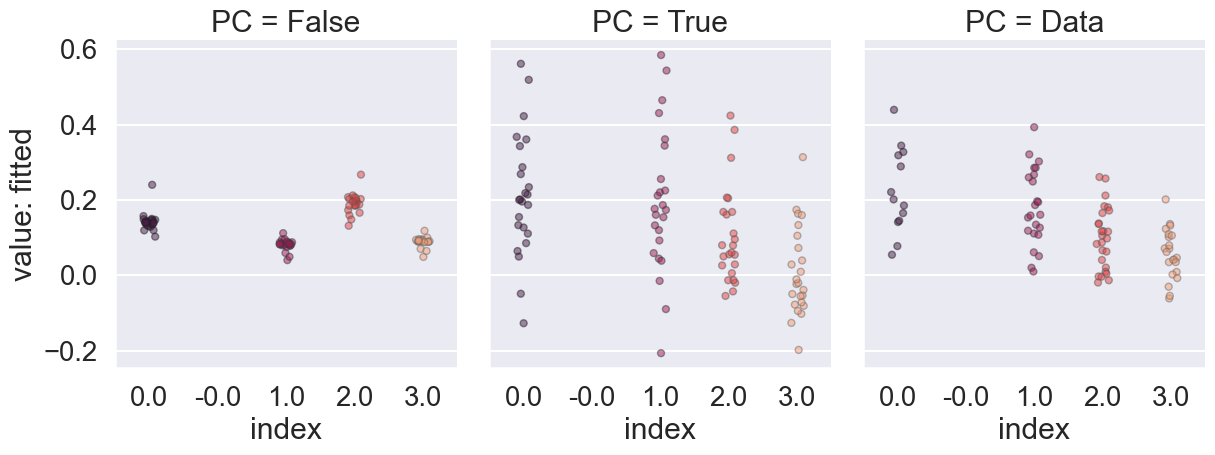 PC = False
PC = True
PC = Data
value: fitted
0.6
0.4
0.2
0.0
−0.2
0.0 -0.0 1.0 2.0 3.0
0.0 -0.0 1.0 2.0 3.0
0.0 -0.0 1.0 2.0 3.0
index
index
index